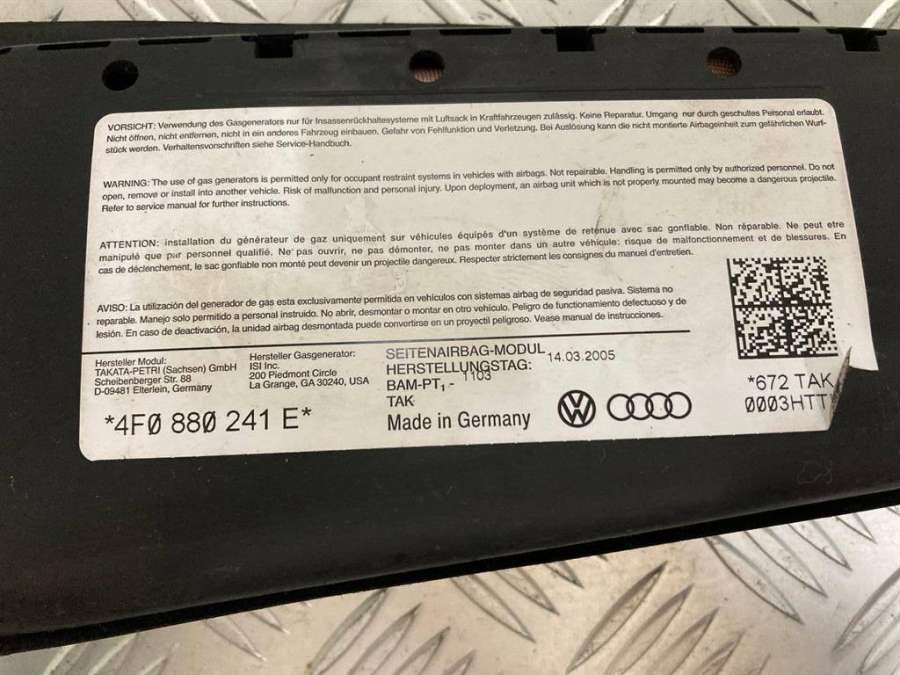 VORSICHT: Verwendung des Gasgenerators nur für Insassenrückhaltesysteme mit Luftsack in Kraftfahrzeugen zulässig. Keine Reparatur. Umgang nur durch geschultes Personal erlaubt.
Nicht öffnen, nicht entfernen, nicht in ein anderes Fahrzeug einbauen. Gefahr von Fehlfunktion und Verletzung. Bei Auslösung kann die nicht montierte Airbageinheit zum gefährlichen Wurf-
stück werden. Verhaltensvorschriften siehe Service-Handbuch.
WARNING: The use of gas generators is permitted only for occupant restraint systems in vehicles with airbags. Not repairable. Handling is permitted only by authorized personnel. Do not
open, remove or install into another vehicle. Risk of malfunction and personal injury. Upon deployment, an airbag unit which is not properly mounted may become a dangerous projectile.
Refer to service manual for further instructions.
ATTENTION: installation du générateur de gaz uniquement sur véhicules équipés d'un système de retenue avec sac gonflable. Non réparable. Ne peut etre
manipulé que par personnel qualifié. Ne pas ouvrir, ne pas démonter, ne pas monter dans un autre véhicule: risque de malfonctionnement et de blessures. En
cas de déclenchement, le sac gonflable non monté peut devenir un projectile dangereux. Respecter strictement les consignes du manuel d'entretien.
AVISO: La utilización del generador de gas esta exclusivamente permitida en vehículos con sistemas airbag de seguridad pasiva. Sistema no
reparable. Manejo solo permitido a personal instruido. No abrir, desmontar o montar en otro vehículo. Peligro de funcionamiento defectuoso y de
lesión. En caso de deactivación, la unidad airbag desmontada puede convertirse en un proyectil peligroso. Vease manual de instrucciones.
Hersteller Modul:
TAKATA-PETRI (Sachsen) GmbH
Scheibenberger Str. 88
D-09481 Elterlein, Germany
Hersteller Gasgenerator:
ISI Inc.
200 Piedmont Circle
La Grange, GA 30240, USA
SEITENAIRBAG-MODUL
HERSTELLUNGSTAG: 14.03.2005
BAM-PT₁- 1103
TAK
Made in Germany
*4F0 880 241 E*
*672 TAK
0003HTT